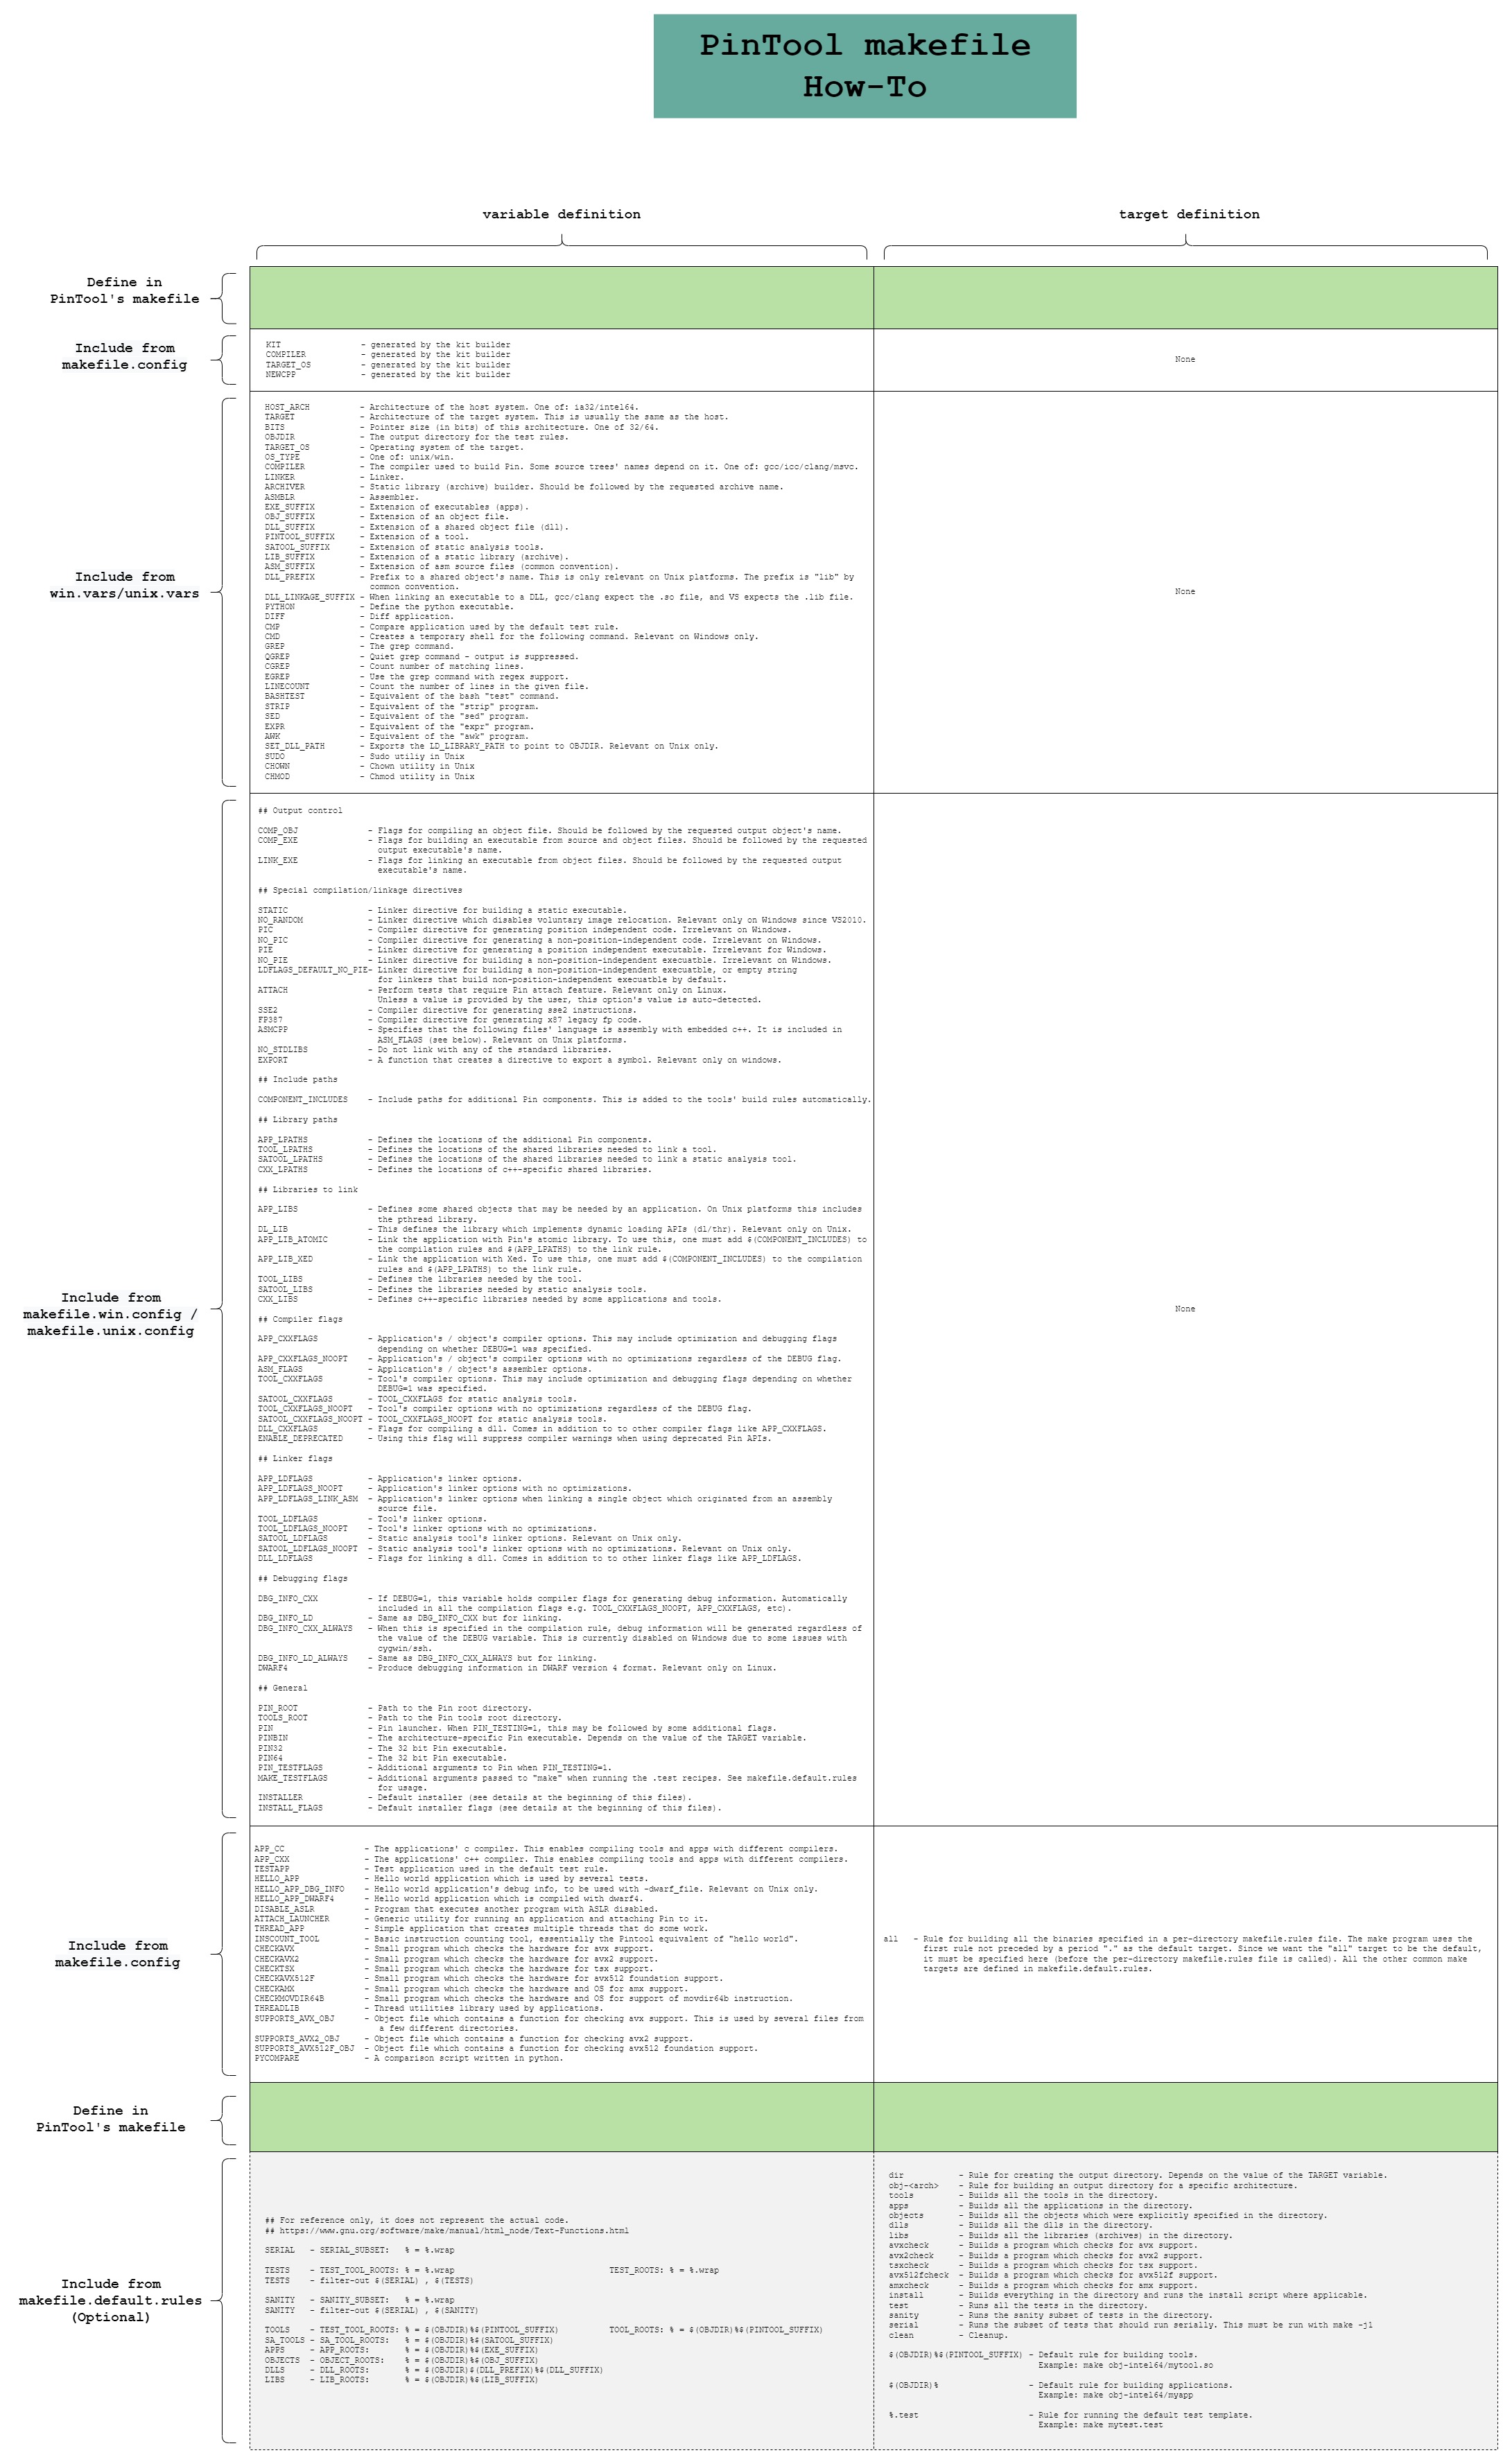 PinTool makefile
How-To
variable definition
target definition
Define in
PinTool's makefile
Include from
makefile.config
KIT - generated by the kit builder
COMPILER - generated by the kit builder
TARGET_OS - generated by the kit builder
NEWCPP - generated by the kit builder
None
Include from
win.vars/unix.vars
HOST_ARCH - Architecture of the host system. One of: ia32/intel64.
TARGET - Architecture of the target system. This is usually the same as the host.
BITS - Pointer size (in bits) of this architecture. One of 32/64.
OBJDIR - The output directory for the test rules.
TARGET_OS - Operating system of the target.
OS_TYPE - One of: unix/win.
COMPILER - The compiler used to build Pin. Some source trees' names depend on it. One of: gcc/icc/clang/msvc.
LINKER - Linker.
ARCHIVER - Static library (archive) builder. Should be followed by the requested archive name.
ASMBLR - Assembler.
EXE_SUFFIX - Extension of executables (apps).
OBJ_SUFFIX - Extension of an object file.
DLL_SUFFIX - Extension of a shared object file (dll).
PINTOOL_SUFFIX - Extension of a tool.
SATOOL_SUFFIX - Extension of static analysis tools.
LIB_SUFFIX - Extension of a static library (archive).
ASM_SUFFIX - Extension of asm source files (common convention).
DLL_PREFIX - Prefix to a shared object's name. This is only relevant on Unix platforms. The prefix is "lib" by
common convention.
DLL_LINKAGE_SUFFIX - When linking an executable to a DLL, gcc/clang expect the .so file, and VS expects the .lib file.
PYTHON - Define the python executable.
DIFF - Diff application.
CMP - Compare application used by the default test rule.
CMD - Creates a temporary shell for the following command. Relevant on Windows only.
GREP - The grep command.
QGREP - Quiet grep command - output is suppressed.
CGREP - Count number of matching lines.
EGREP - Use the grep command with regex support.
LINECOUNT - Count the number of lines in the given file.
BASHTEST - Equivalent of the bash "test" command.
STRIP - Equivalent of the "strip" program.
SED - Equivalent of the "sed" program.
EXPR - Equivalent of the "expr" program.
AWK - Equivalent of the "awk" program.
SET_DLL_PATH - Exports the LD_LIBRARY_PATH to point to OBJDIR. Relevant on Unix only.
SUDO - Sudo utiliy in Unix
CHOWN - Chown utility in Unix
CHMOD - Chmod utility in Unix
None
Include from
makefile.win.config /
makefile.unix.config
## Output control
COMP_OBJ - Flags for compiling an object file. Should be followed by the requested output object's name.
COMP_EXE - Flags for building an executable from source and object files. Should be followed by the requested
output executable's name.
LINK_EXE - Flags for linking an executable from object files. Should be followed by the requested output
executable's name.
## Special compilation/linkage directives
STATIC - Linker directive for building a static executable.
NO_RANDOM - Linker directive which disables voluntary image relocation. Relevant only on Windows since VS2010.
PIC - Compiler directive for generating position independent code. Irrelevant on Windows.
NO_PIC - Compiler directive for generating a non-position-independent code. Irrelevant on Windows.
PIE - Linker directive for generating a position independent executable. Irrelevant for Windows.
NO_PIE - Linker directive for building a non-position-independent execuatble. Irrelevant on Windows.
LDFLAGS_DEFAULT_NO_PIE- Linker directive for building a non-position-independent execuatble, or empty string
for linkers that build non-position-independent execuatble by default.
ATTACH - Perform tests that require Pin attach feature. Relevant only on Linux.
Unless a value is provided by the user, this option's value is auto-detected.
SSE2 - Compiler directive for generating sse2 instructions.
FP387 - Compiler directive for generating x87 legacy fp code.
ASMCPP - Specifies that the following files' language is assembly with embedded c++. It is included in
ASM_FLAGS (see below). Relevant on Unix platforms.
NO_STDLIBS - Do not link with any of the standard libraries.
EXPORT - A function that creates a directive to export a symbol. Relevant only on windows.
## Include paths
COMPONENT_INCLUDES - Include paths for additional Pin components. This is added to the tools' build rules automatically.
## Library paths
APP_LPATHS - Defines the locations of the additional Pin components.
TOOL_LPATHS - Defines the locations of the shared libraries needed to link a tool.
SATOOL_LPATHS - Defines the locations of the shared libraries needed to link a static analysis tool.
CXX_LPATHS - Defines the locations of c++-specific shared libraries.
## Libraries to link
APP_LIBS - Defines some shared objects that may be needed by an application. On Unix platforms this includes
the pthread library.
DL_LIB - This defines the library which implements dynamic loading APIs (dl/thr). Relevant only on Unix.
APP_LIB_ATOMIC - Link the application with Pin's atomic library. To use this, one must add $(COMPONENT_INCLUDES) to
the compilation rules and $(APP_LPATHS) to the link rule.
APP_LIB_XED - Link the application with Xed. To use this, one must add $(COMPONENT_INCLUDES) to the compilation
rules and $(APP_LPATHS) to the link rule.
TOOL_LIBS - Defines the libraries needed by the tool.
SATOOL_LIBS - Defines the libraries needed by static analysis tools.
CXX_LIBS - Defines c++-specific libraries needed by some applications and tools.
## Compiler flags
APP_CXXFLAGS - Application's / object's compiler options. This may include optimization and debugging flags
depending on whether DEBUG=1 was specified.
APP_CXXFLAGS_NOOPT - Application's / object's compiler options with no optimizations regardless of the DEBUG flag.
ASM_FLAGS - Application's / object's assembler options.
TOOL_CXXFLAGS - Tool's compiler options. This may include optimization and debugging flags depending on whether
DEBUG=1 was specified.
SATOOL_CXXFLAGS - TOOL_CXXFLAGS for static analysis tools.
TOOL_CXXFLAGS_NOOPT - Tool's compiler options with no optimizations regardless of the DEBUG flag.
SATOOL_CXXFLAGS_NOOPT - TOOL_CXXFLAGS_NOOPT for static analysis tools.
DLL_CXXFLAGS - Flags for compiling a dll. Comes in addition to to other compiler flags like APP_CXXFLAGS.
ENABLE_DEPRECATED - Using this flag will suppress compiler warnings when using deprecated Pin APIs.
## Linker flags
APP_LDFLAGS - Application's linker options.
APP_LDFLAGS_NOOPT - Application's linker options with no optimizations.
APP_LDFLAGS_LINK_ASM - Application's linker options when linking a single object which originated from an assembly
source file.
TOOL_LDFLAGS - Tool's linker options.
TOOL_LDFLAGS_NOOPT - Tool's linker options with no optimizations.
SATOOL_LDFLAGS - Static analysis tool's linker options. Relevant on Unix only.
SATOOL_LDFLAGS_NOOPT - Static analysis tool's linker options with no optimizations. Relevant on Unix only.
DLL_LDFLAGS - Flags for linking a dll. Comes in addition to to other linker flags like APP_LDFLAGS.
## Debugging flags
DBG_INFO_CXX - If DEBUG=1, this variable holds compiler flags for generating debug information. Automatically
included in all the compilation flags e.g. TOOL_CXXFLAGS_NOOPT, APP_CXXFLAGS, etc).
DBG_INFO_LD - Same as DBG_INFO_CXX but for linking.
DBG_INFO_CXX_ALWAYS - When this is specified in the compilation rule, debug information will be generated regardless of
the value of the DEBUG variable. This is currently disabled on Windows due to some issues with
cygwin/ssh.
DBG_INFO_LD_ALWAYS - Same as DBG_INFO_CXX_ALWAYS but for linking.
DWARF4 - Produce debugging information in DWARF version 4 format. Relevant only on Linux.
## General
PIN_ROOT - Path to the Pin root directory.
TOOLS_ROOT - Path to the Pin tools root directory.
PIN - Pin launcher. When PIN_TESTING=1, this may be followed by some additional flags.
PINBIN - The architecture-specific Pin executable. Depends on the value of the TARGET variable.
PIN32 - The 32 bit Pin executable.
PIN64 - The 32 bit Pin executable.
PIN_TESTFLAGS - Additional arguments to Pin when PIN_TESTING=1.
MAKE_TESTFLAGS - Additional arguments passed to "make" when running the .test recipes. See makefile.default.rules
for usage.
INSTALLER - Default installer (see details at the beginning of this files).
INSTALL_FLAGS - Default installer flags (see details at the beginning of this files).
None
Include from
makefile.config
APP_CC - The applications' c compiler. This enables compiling tools and apps with different compilers.
APP_CXX - The applications' c++ compiler. This enables compiling tools and apps with different compilers.
TESTAPP - Test application used in the default test rule.
HELLO_APP - Hello world application which is used by several tests.
HELLO_APP_DBG_INFO - Hello world application's debug info, to be used with -dwarf_file. Relevant on Unix only.
HELLO_APP_DWARF4 - Hello world application which is compiled with dwarf4.
DISABLE_ASLR - Program that executes another program with ASLR disabled.
ATTACH_LAUNCHER - Generic utility for running an application and attaching Pin to it.
THREAD_APP - Simple application that creates multiple threads that do some work.
INSCOUNT_TOOL - Basic instruction counting tool, essentially the Pintool equivalent of "hello world".
CHECKAVX - Small program which checks the hardware for avx support.
CHECKAVX2 - Small program which checks the hardware for avx2 support.
CHECKTSX - Small program which checks the hardware for tsx support.
CHECKAVX512F - Small program which checks the hardware for avx512 foundation support.
CHECKAMX - Small program which checks the hardware and OS for amx support.
CHECKMOVDIR64B - Small program which checks the hardware and OS for support of movdir64b instruction.
THREADLIB - Thread utilities library used by applications.
SUPPORTS_AVX_OBJ - Object file which contains a function for checking avx support. This is used by several files from
a few different directories.
SUPPORTS_AVX2_OBJ - Object file which contains a function for checking avx2 support.
SUPPORTS_AVX512F_OBJ - Object file which contains a function for checking avx512 foundation support.
PYCOMPARE - A comparison script written in python.
all - Rule for building all the binaries specified in a per-directory makefile.rules file. The make program uses the
first rule not preceded by a period "." as the default target. Since we want the "all" target to be the default,
it must be specified here (before the per-directory makefile.rules file is called). All the other common make
targets are defined in makefile.default.rules.
Define in
PinTool's makefile
Include from
makefile.default.rules
(Optional)
## For reference only, it does not represent the actual code.
## https://www.gnu.org/software/make/manual/html_node/Text-Functions.html
SERIAL - SERIAL_SUBSET: % = %.wrap
TESTS - TEST_TOOL_ROOTS: % = %.wrap TEST_ROOTS: % = %.wrap
TESTS - filter-out $(SERIAL) , $(TESTS)
SANITY - SANITY_SUBSET: % = %.wrap
SANITY - filter-out $(SERIAL) , $(SANITY)
TOOLS - TEST_TOOL_ROOTS: % = $(OBJDIR)%$(PINTOOL_SUFFIX) TOOL_ROOTS: % = $(OBJDIR)%$(PINTOOL_SUFFIX)
SA_TOOLS - SA_TOOL_ROOTS: % = $(OBJDIR)%$(SATOOL_SUFFIX)
APPS - APP_ROOTS: % = $(OBJDIR)%$(EXE_SUFFIX)
OBJECTS - OBJECT_ROOTS: % = $(OBJDIR)%$(OBJ_SUFFIX)
DLLS - DLL_ROOTS: % = $(OBJDIR)$(DLL_PREFIX)%$(DLL_SUFFIX)
LIBS - LIB_ROOTS: % = $(OBJDIR)%$(LIB_SUFFIX)
dir - Rule for creating the output directory. Depends on the value of the TARGET variable.
obj-<arch> - Rule for building an output directory for a specific architecture.
tools - Builds all the tools in the directory.
apps - Builds all the applications in the directory.
objects - Builds all the objects which were explicitly specified in the directory.
dlls - Builds all the dlls in the directory.
libs - Builds all the libraries (archives) in the directory.
avxcheck - Builds a program which checks for avx support.
avx2check - Builds a program which checks for avx2 support.
tsxcheck - Builds a program which checks for tsx support.
avx512fcheck - Builds a program which checks for avx512f support.
amxcheck - Builds a program which checks for amx support.
install - Builds everything in the directory and runs the install script where applicable.
test - Runs all the tests in the directory.
sanity - Runs the sanity subset of tests in the directory.
serial - Runs the subset of tests that should run serially. This must be run with make -j1
clean - Cleanup.
$(OBJDIR)%$(PINTOOL_SUFFIX) - Default rule for building tools.
Example: make obj-intel64/mytool.so
$(OBJDIR)% - Default rule for building applications.
Example: make obj-intel64/myapp
%.test - Rule for running the default test template.
Example: make mytest.test